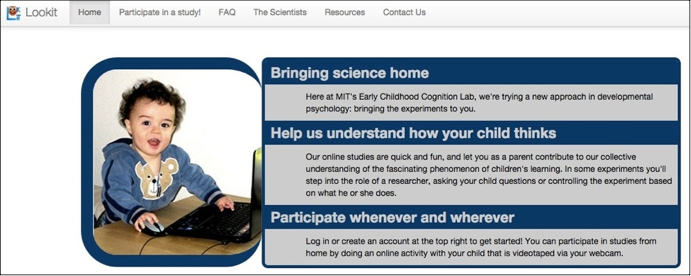 Lookit Home Participate in a study! FAQ The Scientists Resources Contact Us
Bringing science home
Here at MIT's Early Childhood Cognition Lab, we're trying a new approach in developmental
psychology: bringing the experiments to you.
Help us understand how your child thinks
Our online studies are quick and fun, and let you as a parent contribute to our collective
understanding of the fascinating phenomenon of children's learning. In some experiments you'll
step into the role of a researcher, asking your child questions or controlling the experiment based
on what he or she does.
Participate whenever and wherever
Log in or create an account at the top right to get started! You can participate in studies from
home by doing an online activity with your child that is videotaped via your webcam.